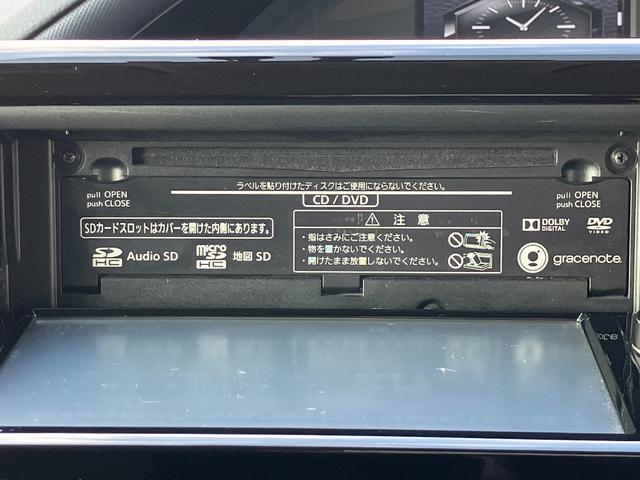 ラベルを貼り付けたディスクはご使用にならないでください。
pull OPEN
push CLOSE
CD / DVD
pull OPEN
push CLOSE
SDカードスロットはカバーを開けた内側にあります。
注 意
・指はさみにご注意ください。
・物を置かないでください。
・開けたまま放置しないでください。
DOLBY
DIGITAL
DVD
VIDEO
SD
HC
Audio SD
micro
SD
HC
地図 SD
gracenote.